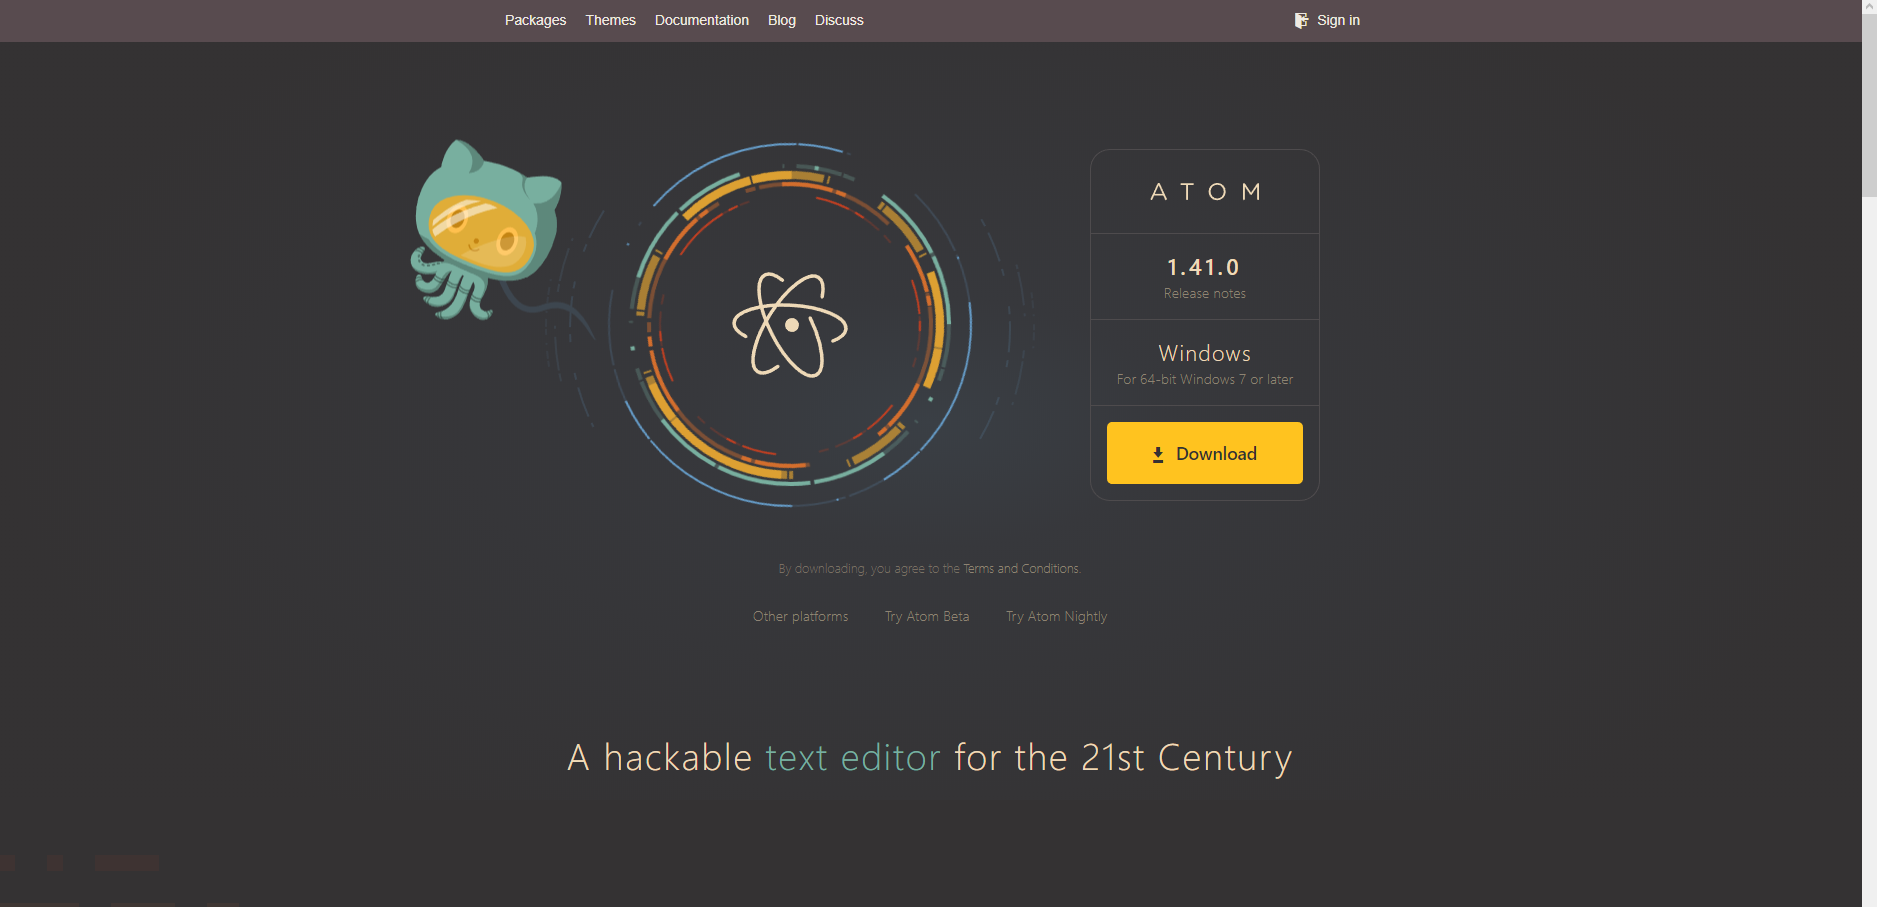 Packages Themes Documentation Blog Discuss Sign in
ATOM
1.41.0
Release notes
Windows
For 64-bit Windows 7 or later
Download
By downloading, you agree to the Terms and Conditions.
Other platforms Try Atom Beta Try Atom Nightly
A hackable text editor for the 21st Century